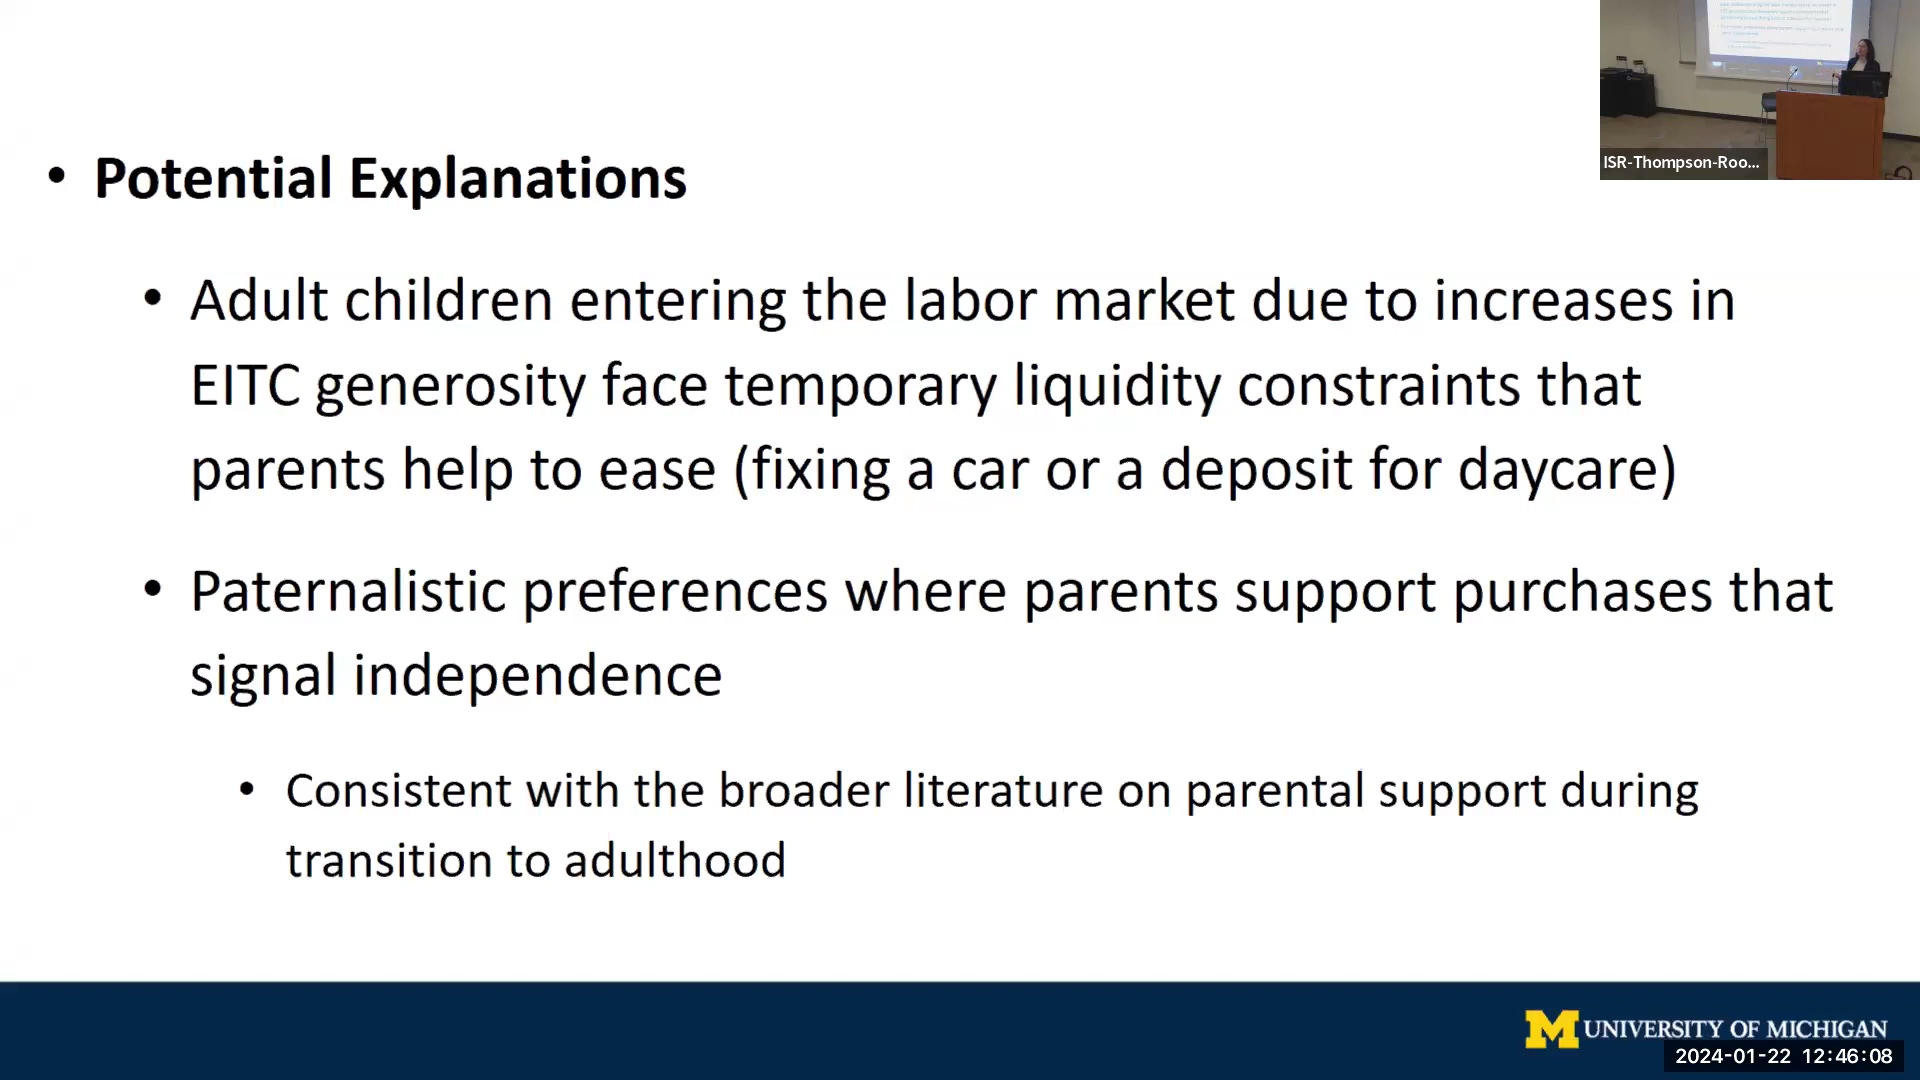 ISR-Thompson-Roo...
• Potential Explanations
• Adult children entering the labor market due to increases in
EITC generosity face temporary liquidity constraints that
parents help to ease (fixing a car or a deposit for daycare)
• Paternalistic preferences where parents support purchases that
signal independence
• Consistent with the broader literature on parental support during
transition to adulthood
M UNIVERSITY OF MICHIGAN
2024-01-22 12:46:08